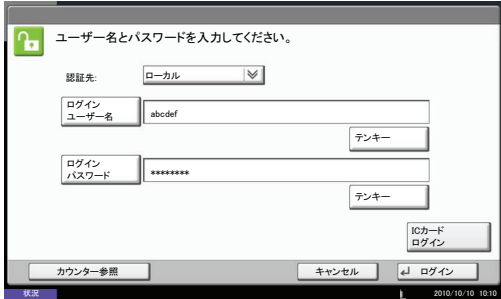 ユーザー名とパスワードを入力してください。
認証先:
ローカル
ログイン
ユーザー名
abcdef
テンキー
ログイン
パスワード
********
テンキー
ICカード
ログイン
カウンター参照
キャンセル
ログイン
状況
2010/10/10 10:10